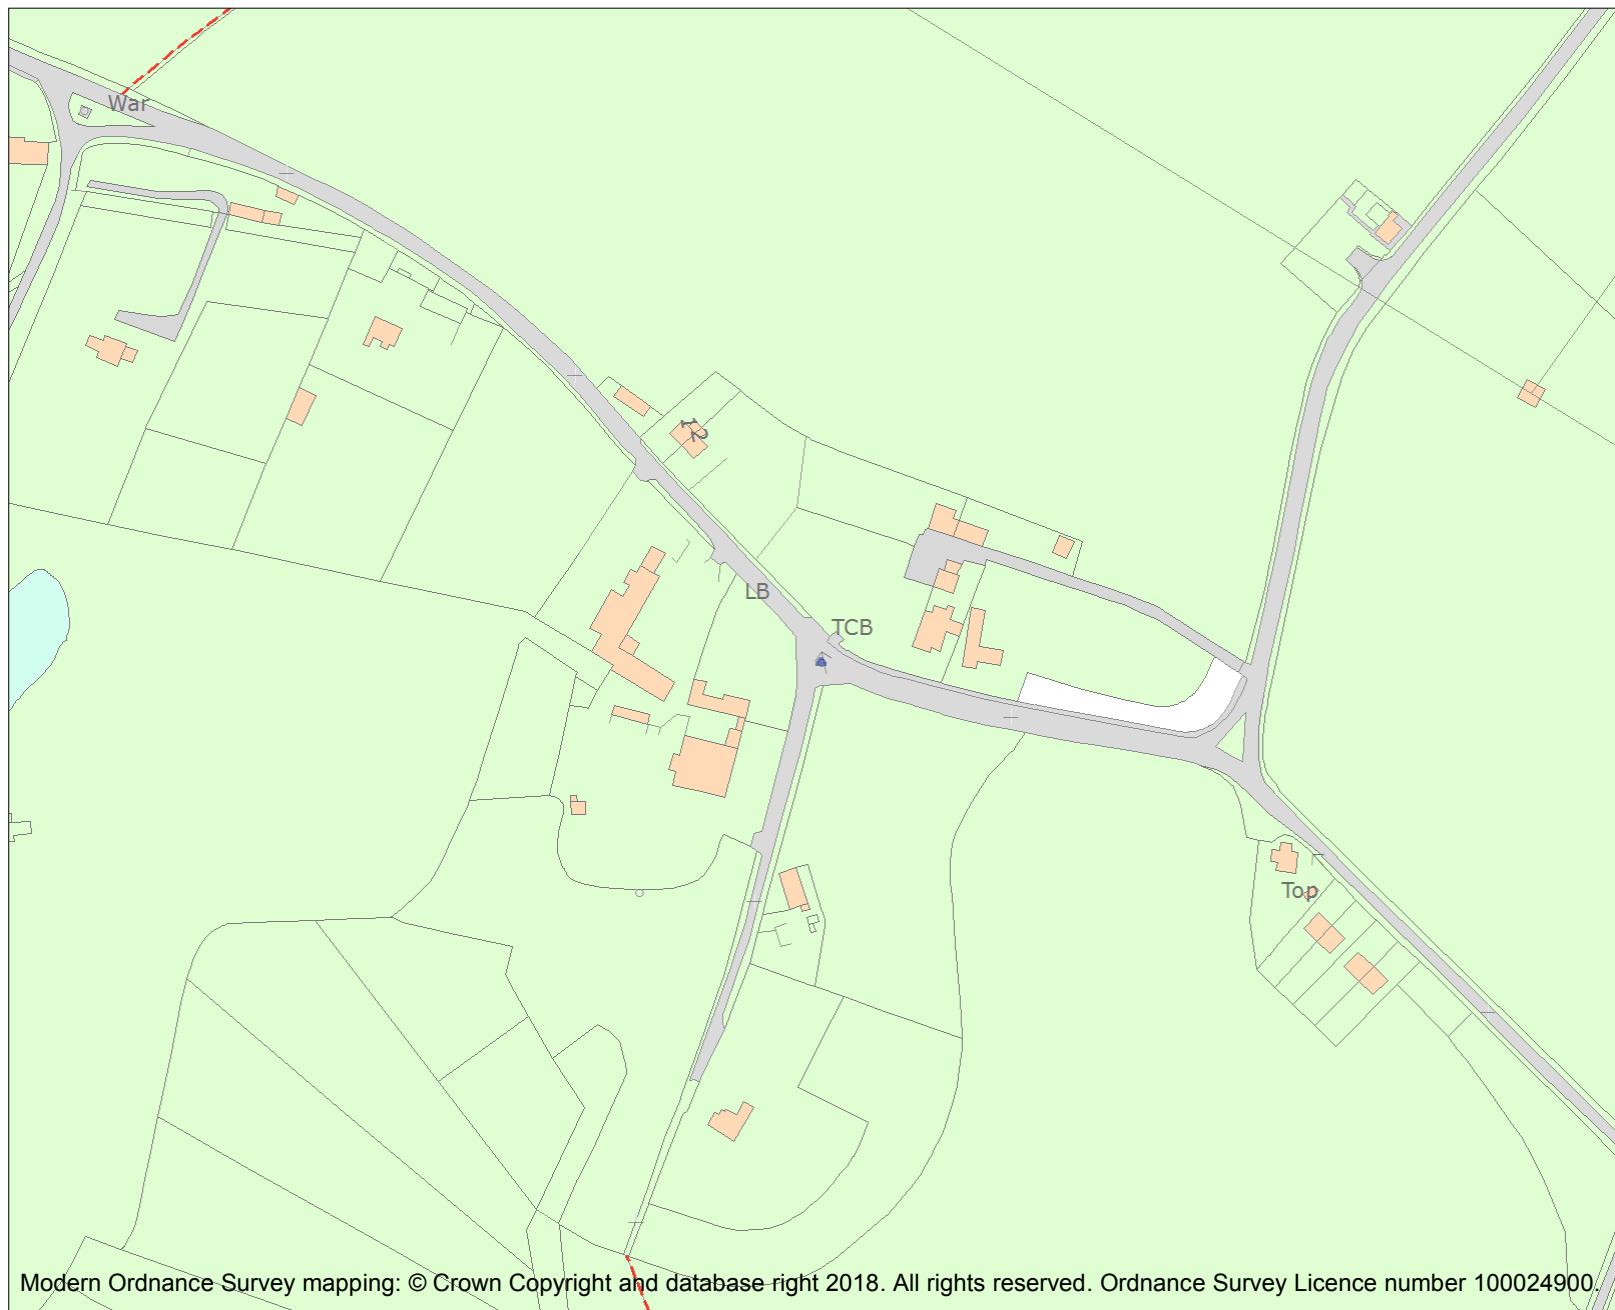 War
12
LB
TCB
Top
Modern Ordnance Survey mapping: © Crown Copyright and database right 2018. All rights reserved. Ordnance Survey Licence number 100024900.